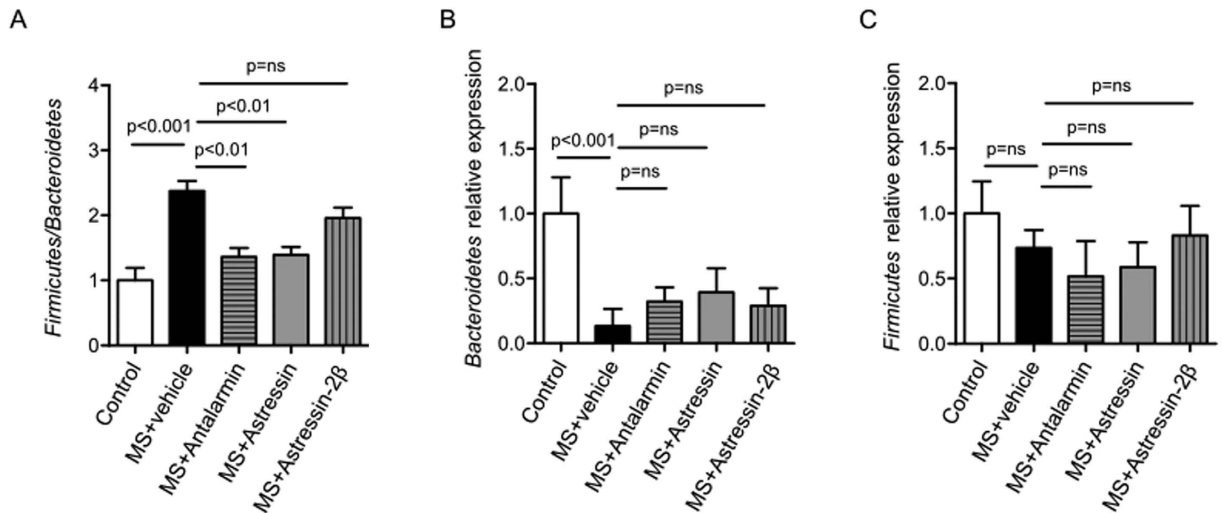 A
Firmicutes/Bacteroidetes
4
3
2
1
0
p=ns
p<0.01
p<0.001
p<0.01
Control
MS+vehicle
MS+Antalarmin
MS+Astressin
MS+Astressin-2β
B
Bacteroidetes relative expression
2.0
1.5
1.0
0.5
0.0
p=ns
p<0.001
p=ns
p=ns
Control
MS+vehicle
MS+Antalarmin
MS+Astressin
MS+Astressin-2β
C
Firmicutes relative expression
2.0
1.5
1.0
0.5
0.0
p=ns
p=ns
p=ns
p=ns
Control
MS+vehicle
MS+Antalarmin
MS+Astressin
MS+Astressin-2β